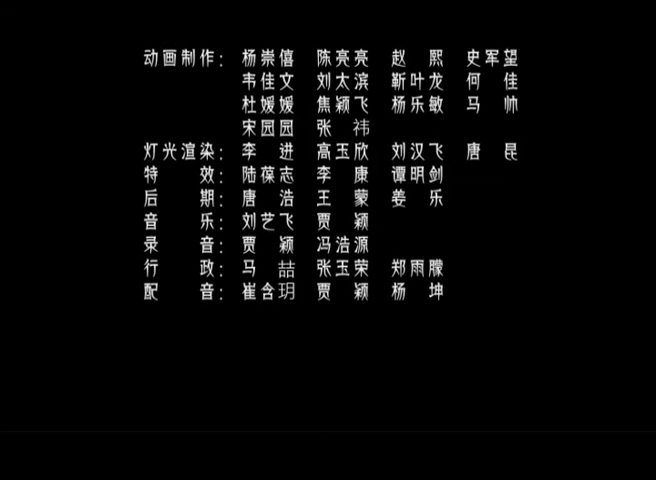 动画制作：杨崇僖 陈亮亮 赵熙 史军望
韦佳文 刘太滨 靳叶龙 何佳
杜媛媛 焦颖飞 杨乐敏 马帅
宋园园 张祎
灯光渲染：李进 高玉欣 刘汉飞 唐昆
特效：陆葆志 李康 谭明剑
后期：唐浩 王蒙 姜乐
音乐：刘艺飞 贾颖
录音：贾颖 冯浩源
行政：马喆 张玉荣 郑雨朦
配音：崔含玥 贾颖 杨坤